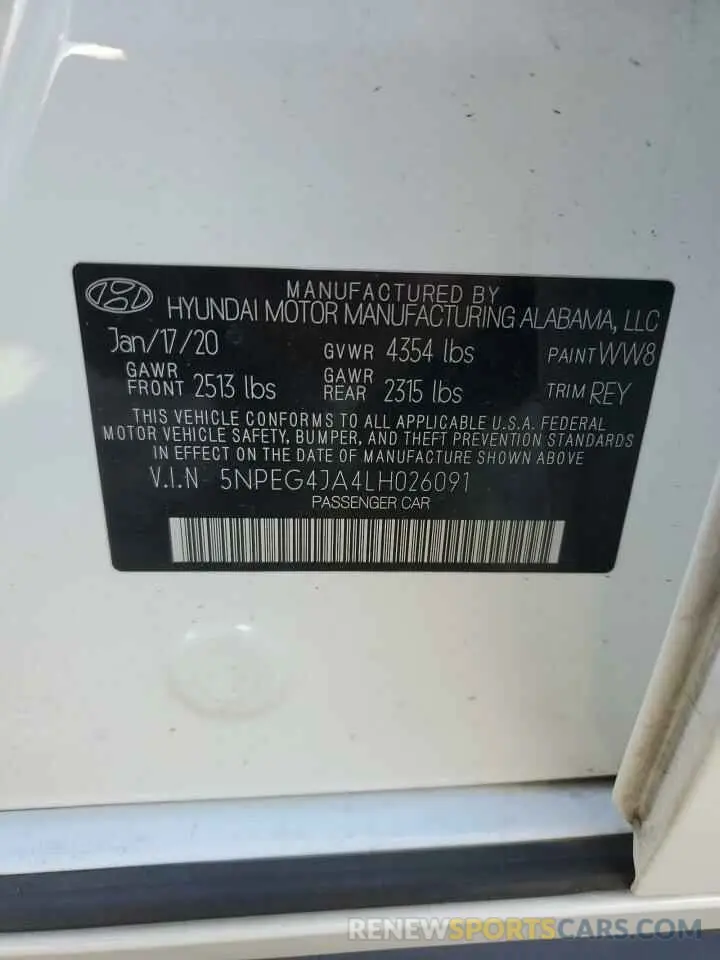 MANUFACTURED BY
HYUNDAI MOTOR MANUFACTURING ALABAMA, LLC
Jan/17/20 GVWR 4354 lbs PAINT WW8
GAWR FRONT 2513 lbs GAWR REAR 2315 lbs TRIM REY
THIS VEHICLE CONFORMS TO ALL APPLICABLE U.S.A. FEDERAL
MOTOR VEHICLE SAFETY, BUMPER, AND THEFT PREVENTION STANDARDS
IN EFFECT ON THE DATE OF MANUFACTURE SHOWN ABOVE
V.I.N 5NPEG4JA4LH026091
PASSENGER CAR
RENEWSPORTSCARS.COM